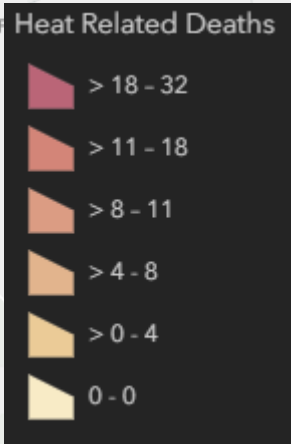 Heat Related Deaths
> 18 - 32
> 11 - 18
> 8 - 11
> 4 - 8
> 0 - 4
0 - 0